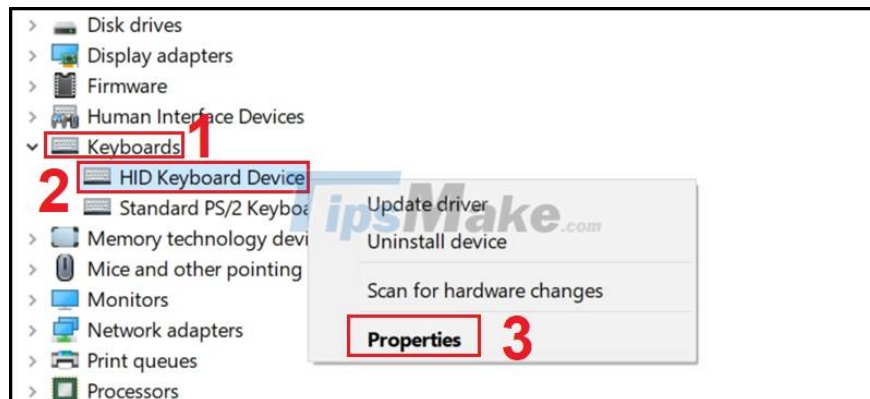 Disk drives
Display adapters
Firmware
Human Interface Devices
Keyboards 1
2 HID Keyboard Device
Standard PS/2 Keyboa
Memory technology devi
Mice and other pointing
Monitors
Network adapters
Print queues
Processors
TipsMake.com
Update driver
Uninstall device
Scan for hardware changes
Properties 3